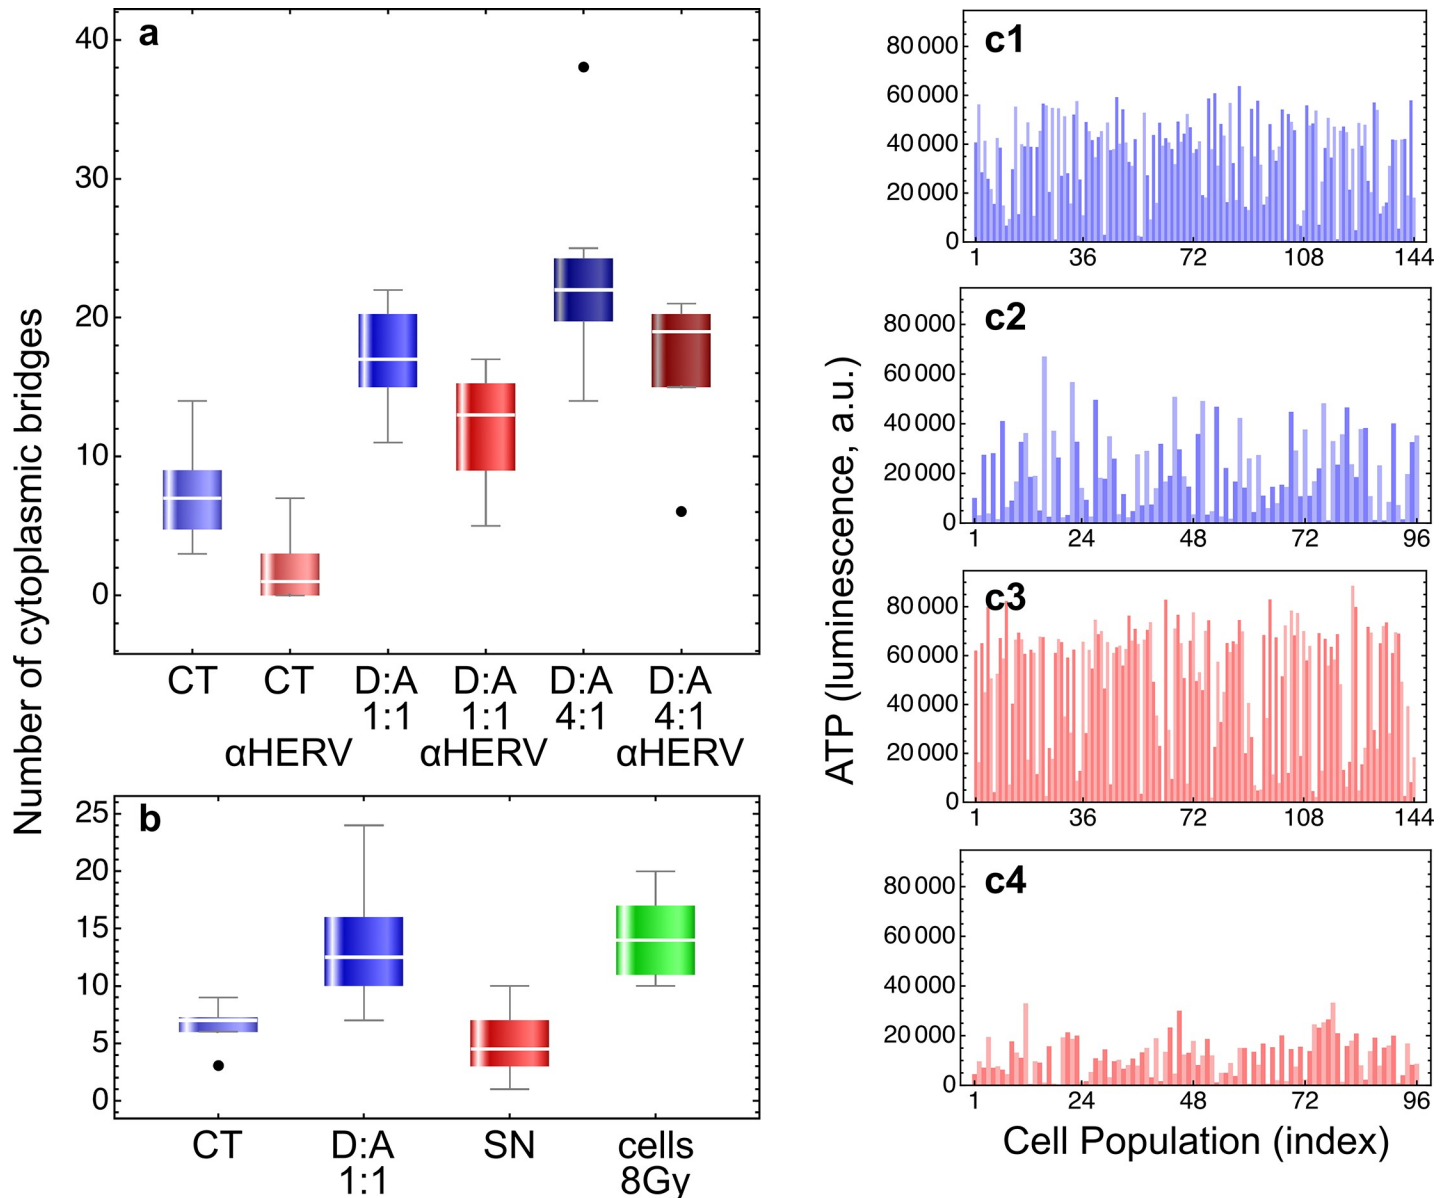 a
40
30
20
10
0
Number of cytoplasmic bridges
CT CT D:A D:A D:A D:A
1:1 1:1 4:1 4:1
αHERV αHERV αHERV
b
25
20
15
10
5
0
CT D:A SN cells
1:1 8Gy
ATP (luminescence, a.u.)
c1
80 000
60 000
40 000
20 000
0
1 36 72 108 144
c2
80 000
60 000
40 000
20 000
0
1 24 48 72 96
c3
80 000
60 000
40 000
20 000
0
1 36 72 108 144
c4
80 000
60 000
40 000
20 000
0
1 24 48 72 96
Cell Population (index)